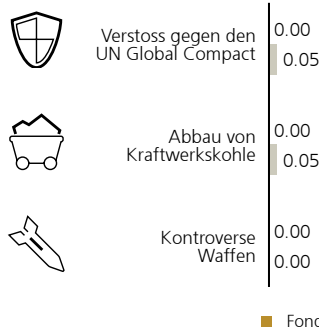 Verstoss gegen den
UN Global Compact
0.00
0.05
Abbau von
Kraftwerkskohle
0.00
0.05
Kontroverse
Waffen
0.00
0.00